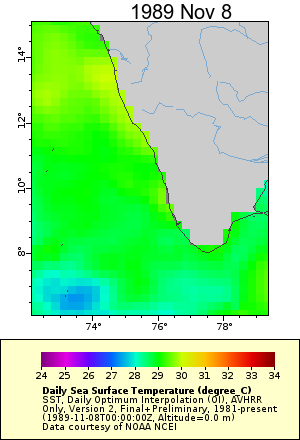 1989 Nov 8
14°
12°
10°
8°
74° 76° 78°
24 25 26 27 28 29 30 31 32 33 34
Daily Sea Surface Temperature (degree_C)
SST, Daily Optimum Interpolation (OI), AVHRR
Only, Version 2, Final+Preliminary, 1981-present
(1989-11-08T00:00:00Z, Altitude=0.0 m)
Data courtesy of NOAA NCEI